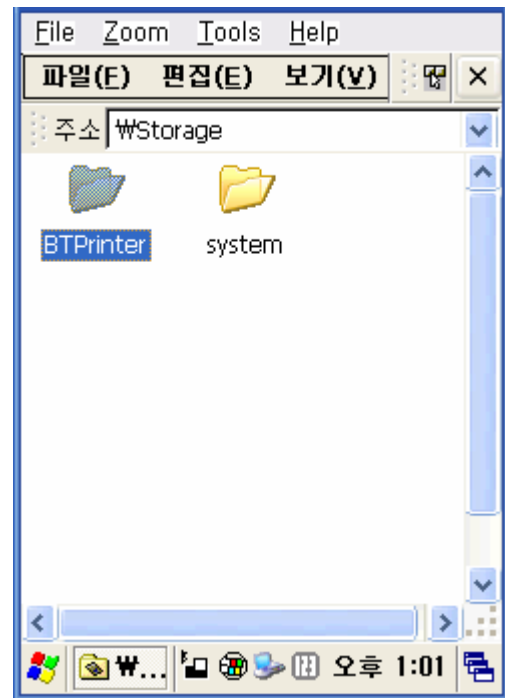 File Zoom Tools Help
파일(F) 편집(E) 보기(V)
주소 ₩Storage
BTPrinter system
₩... 오후 1:01